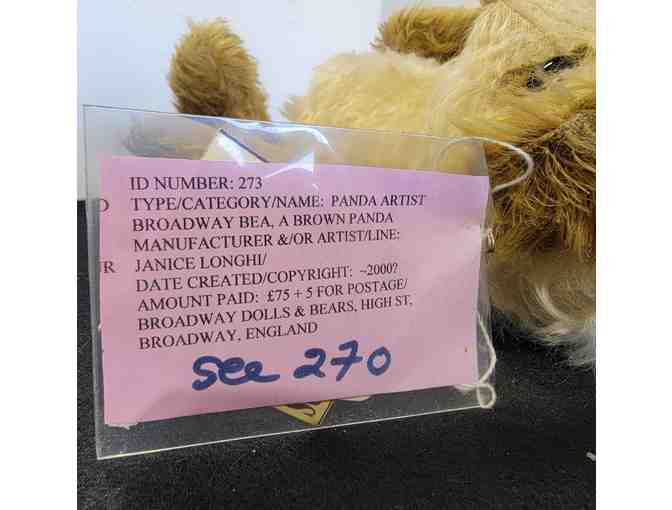 ID NUMBER: 273
TYPE/CATEGORY/NAME: PANDA ARTIST
BROADWAY BEA, A BROWN PANDA
MANUFACTURER &/OR ARTIST/LINE:
JANICE LONGHI/
DATE CREATED/COPYRIGHT: ~2000?
AMOUNT PAID: £75 + 5 FOR POSTAGE/
BROADWAY DOLLS & BEARS, HIGH ST,
BROADWAY, ENGLAND
see 270